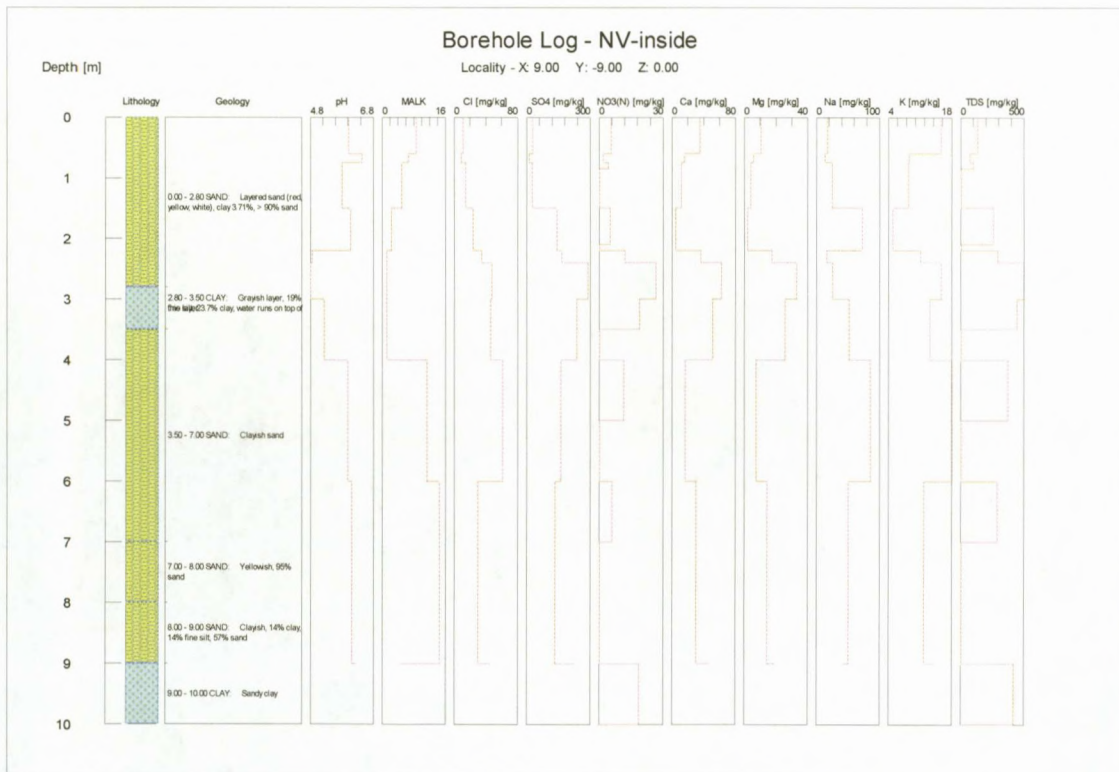 Borehole Log - NV-inside
Depth [m]
Locality - X: 9.00 Y: -9.00 Z: 0.00
Lithology Geology pH MALK Cl [mg/kg] SO4 [mg/kg] NO3(N) [mg/kg] Ca [mg/kg] Mg [mg/kg] Na [mg/kg] K [mg/kg] TDS [mg/kg]
4.8 6.8 0 16 0 80 0 300 0 30 0 80 0 40 0 100 4 18 0 500
0
1
0.00 - 2.80 SAND: Layered sand (red,
yellow, white), clay 3.71%, > 90% sand
2
2.80 - 3.50 CLAY: Grayish layer, 19%
3
23.7% clay, water runs on top of
4
5
3.50 - 7.00 SAND: Clayish sand
6
7
7.00 - 8.00 SAND: Yellowish, 95%
sand
8
8.00 - 9.00 SAND: Clayish, 14% clay,
14% fine silt, 57% sand
9
9.00 - 10.00 CLAY: Sandy clay
10